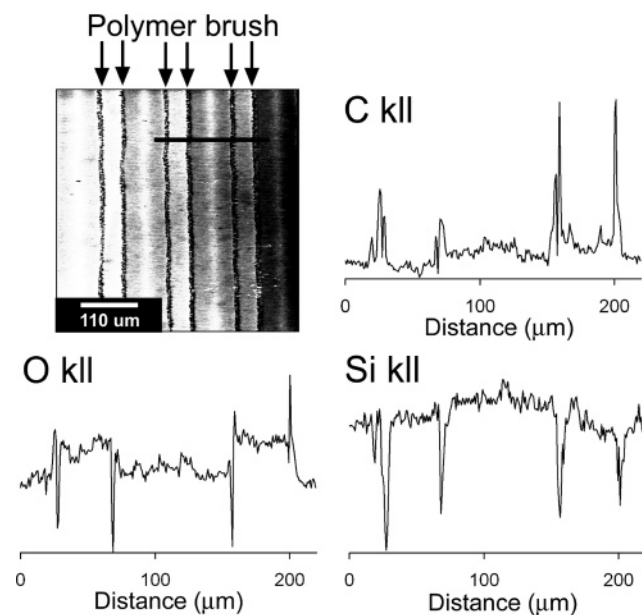 Polymer brush
110 um
C kll
0 100 200
Distance (μm)
O kll
0 100 200
Distance (μm)
Si kll
0 100 200
Distance (μm)